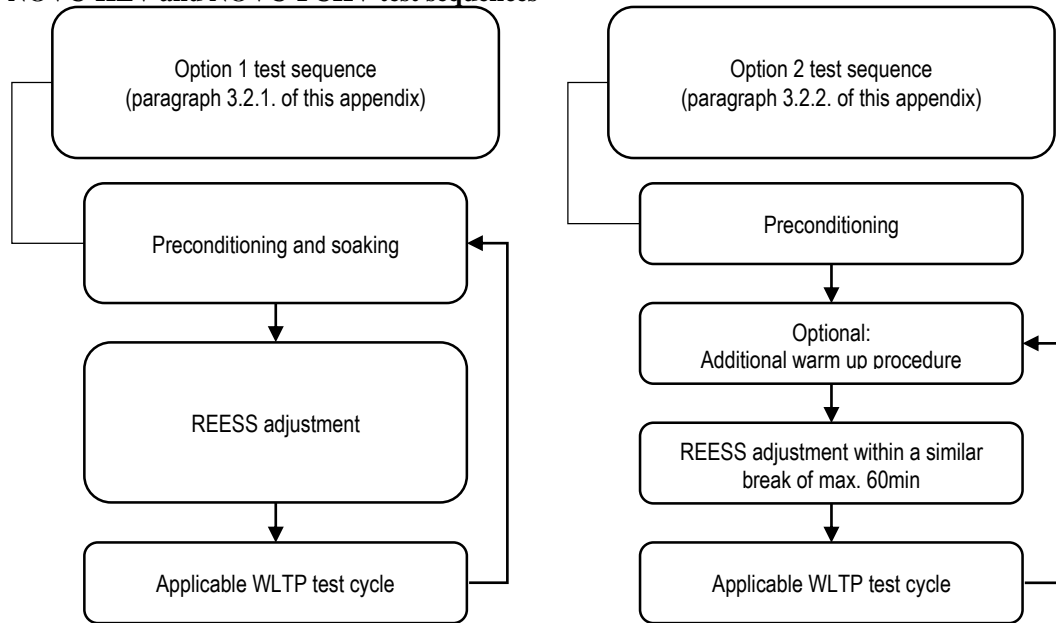 NOVC-HEV and NOVC-FCHV test sequences
Option 1 test sequence
(paragraph 3.2.1. of this appendix)
Preconditioning and soaking
REESS adjustment
Applicable WLTP test cycle
Option 2 test sequence
(paragraph 3.2.2. of this appendix)
Preconditioning
Optional:
Additional warm up procedure
REESS adjustment within a similar
break of max. 60min
Applicable WLTP test cycle